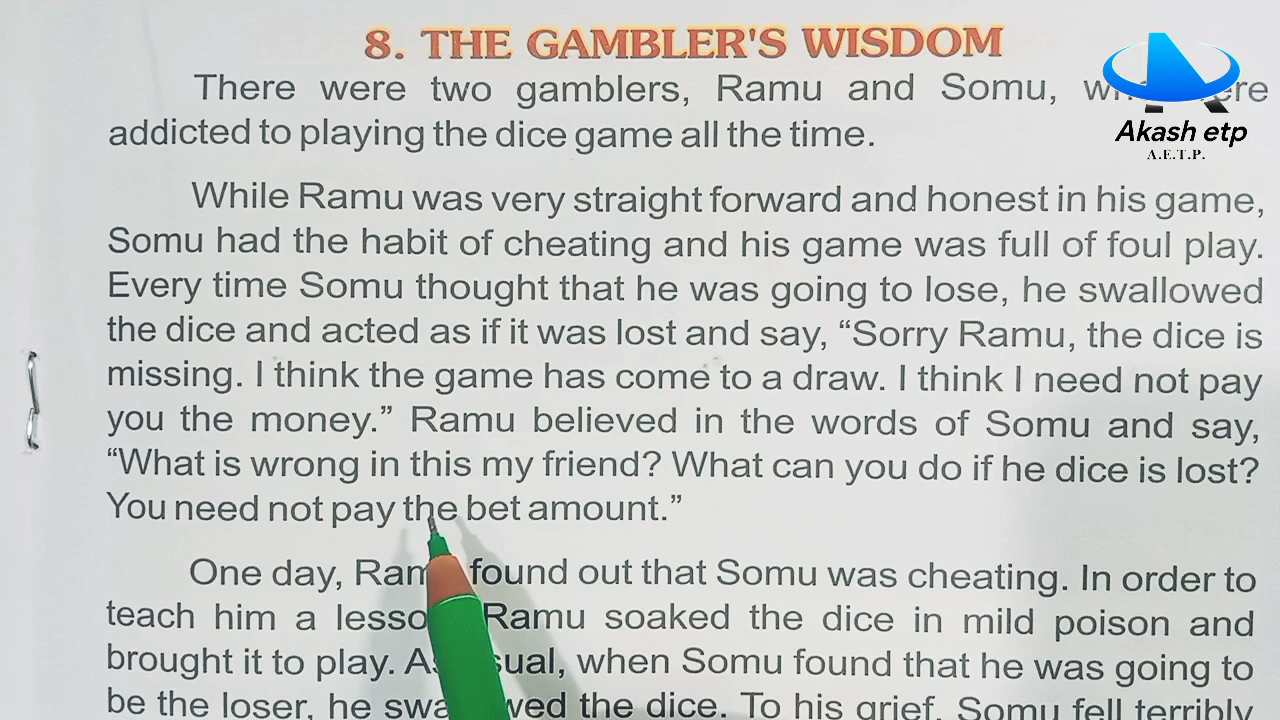 8. THE GAMBLER'S WISDOM
There were two gamblers, Ramu and Somu,
addicted to playing the dice game all the time.
Akash etp
A.E.T.P.
While Ramu was very straight forward and honest in his game,
Somu had the habit of cheating and his game was full of foul play.
Every time Somu thought that he was going to lose, he swallowed
the dice and acted as if it was lost and say, “Sorry Ramu, the dice is
missing. I think the game has come to a draw. I think I need not pay
you the money.” Ramu believed in the words of Somu and say,
“What is wrong in this my friend? What can you do if he dice is lost?
You need not pay the bet amount.”
One day, found out that Somu was cheating. In order to
teach him a Ramu soaked the dice in mild poison and
brought it to play. when Somu found that he was going to
be the loser, he the dice. To his grief, Somu fell terribly